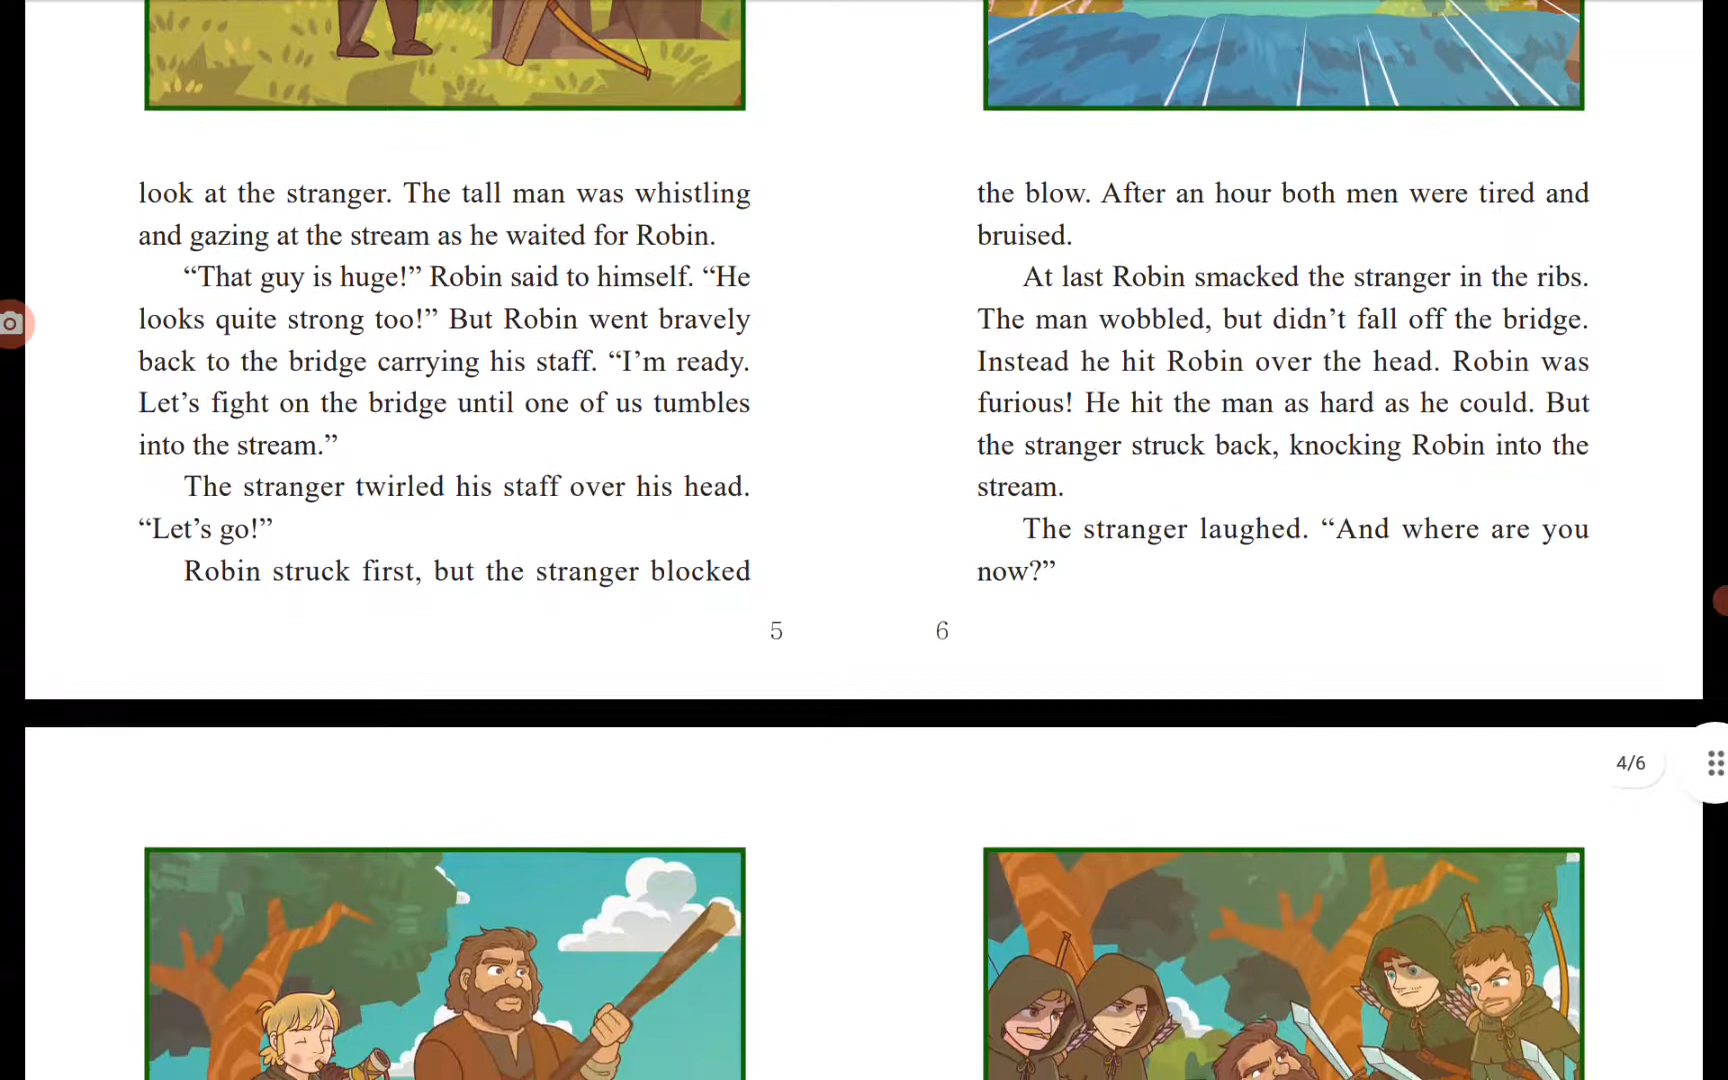 look at the stranger. The tall man was whistling
and gazing at the stream as he waited for Robin.
“That guy is huge!” Robin said to himself. “He
looks quite strong too!” But Robin went bravely
back to the bridge carrying his staff. “I’m ready.
Let’s fight on the bridge until one of us tumbles
into the stream.”
The stranger twirled his staff over his head.
“Let’s go!”
Robin struck first, but the stranger blocked
5
the blow. After an hour both men were tired and
bruised.
At last Robin smacked the stranger in the ribs.
The man wobbled, but didn’t fall off the bridge.
Instead he hit Robin over the head. Robin was
furious! He hit the man as hard as he could. But
the stranger struck back, knocking Robin into the
stream.
The stranger laughed. “And where are you
now?”
6
4/6